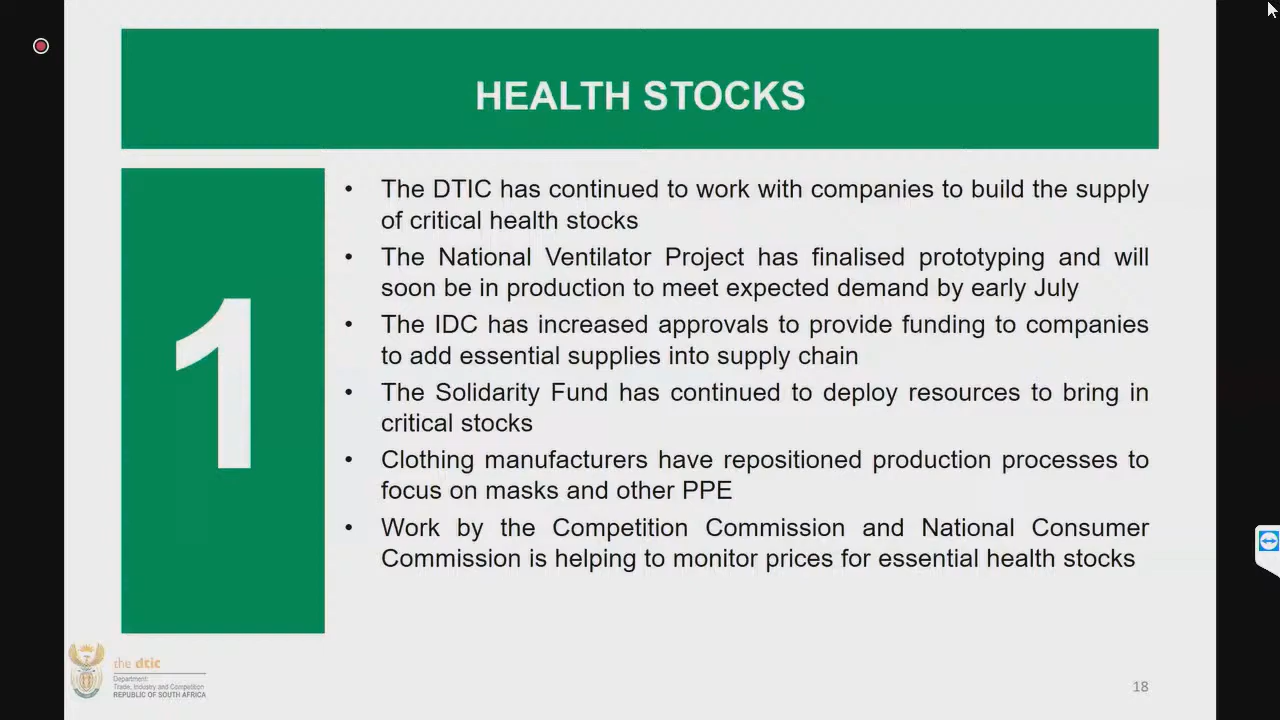 HEALTH STOCKS
1
• The DTIC has continued to work with companies to build the supply
of critical health stocks
• The National Ventilator Project has finalised prototyping and will
soon be in production to meet expected demand by early July
• The IDC has increased approvals to provide funding to companies
to add essential supplies into supply chain
• The Solidarity Fund has continued to deploy resources to bring in
critical stocks
• Clothing manufacturers have repositioned production processes to
focus on masks and other PPE
• Work by the Competition Commission and National Consumer
Commission is helping to monitor prices for essential health stocks
the dtic
Department:
Trade, Industry and Competition
REPUBLIC OF SOUTH AFRICA
18